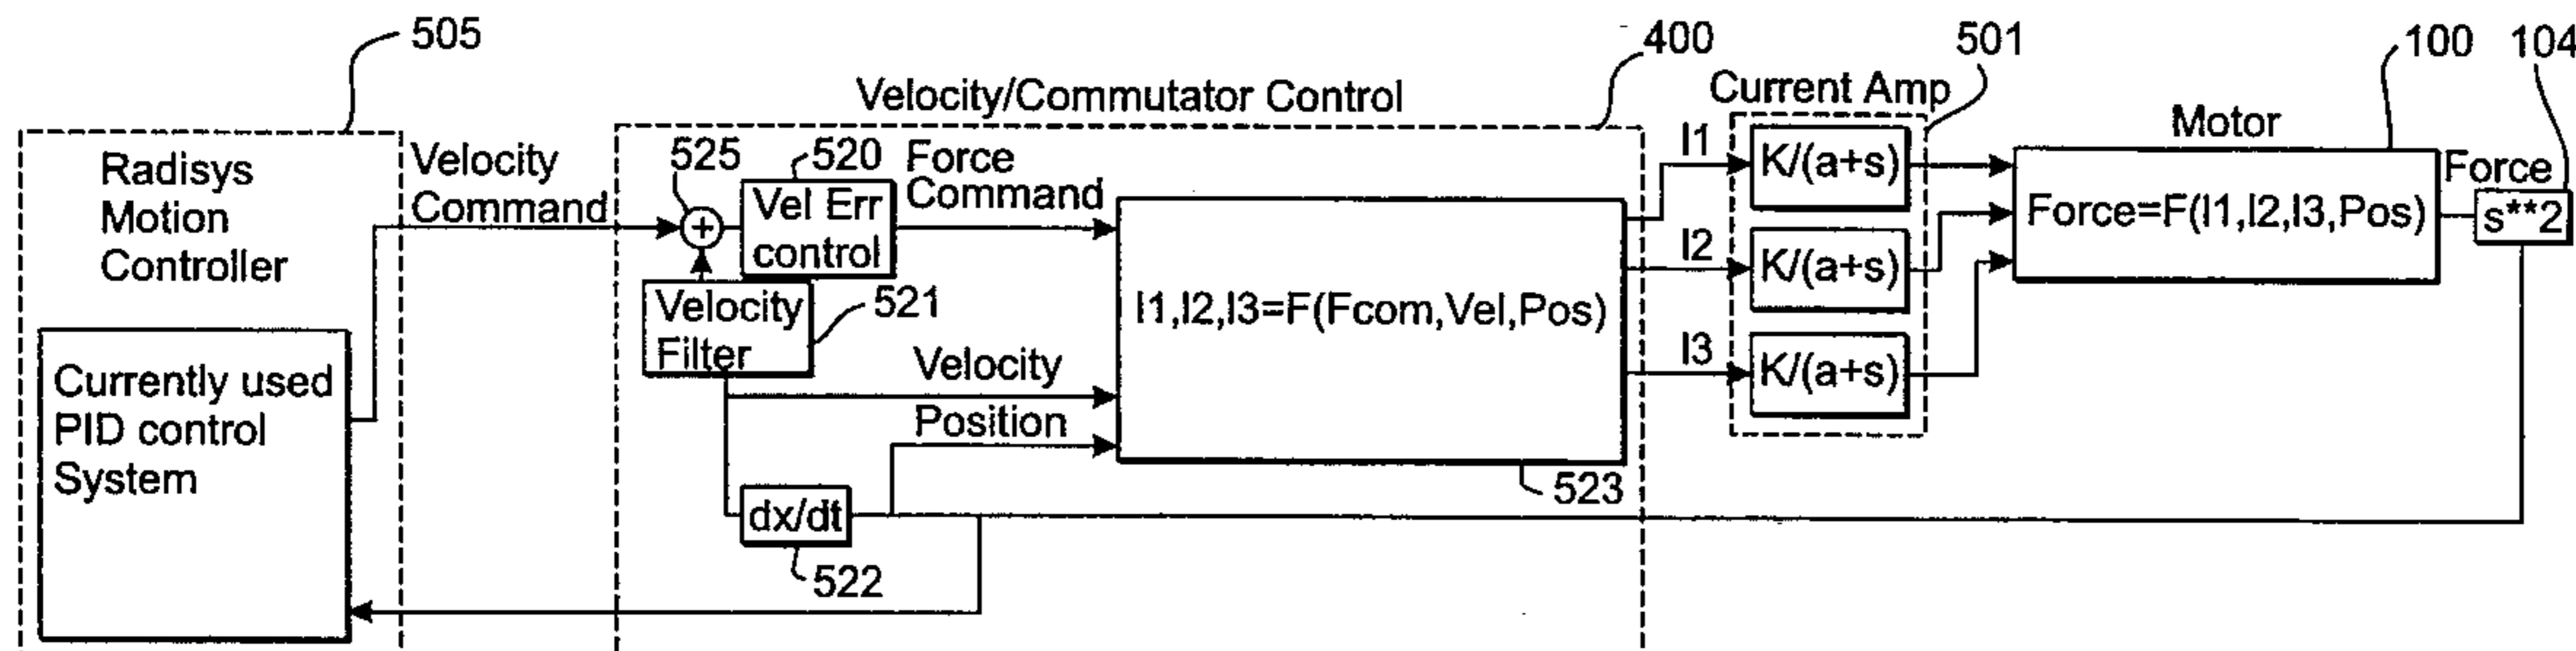 505
400
501
100
104
Velocity/Commutator Control
Current Amp
Motor
Radisys
Motion
Controller
Velocity
Command
525
520
Force
Command
Vel Err
control
I1
K/(a+s)
Force
Force=F(I1,I2,I3,Pos)
s**2
I2
K/(a+s)
Velocity
Filter
521
I1,I2,I3=F(Fcom,Vel,Pos)
I3
K/(a+s)
Currently used
PID control
System
Velocity
Position
523
dx/dt
522